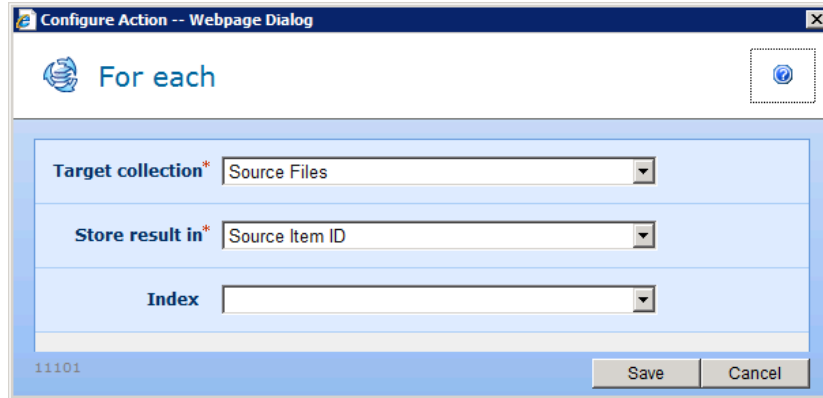 Configure Action -- Webpage Dialog
For each
Target collection* Source Files
Store result in* Source Item ID
Index
11101
Save Cancel